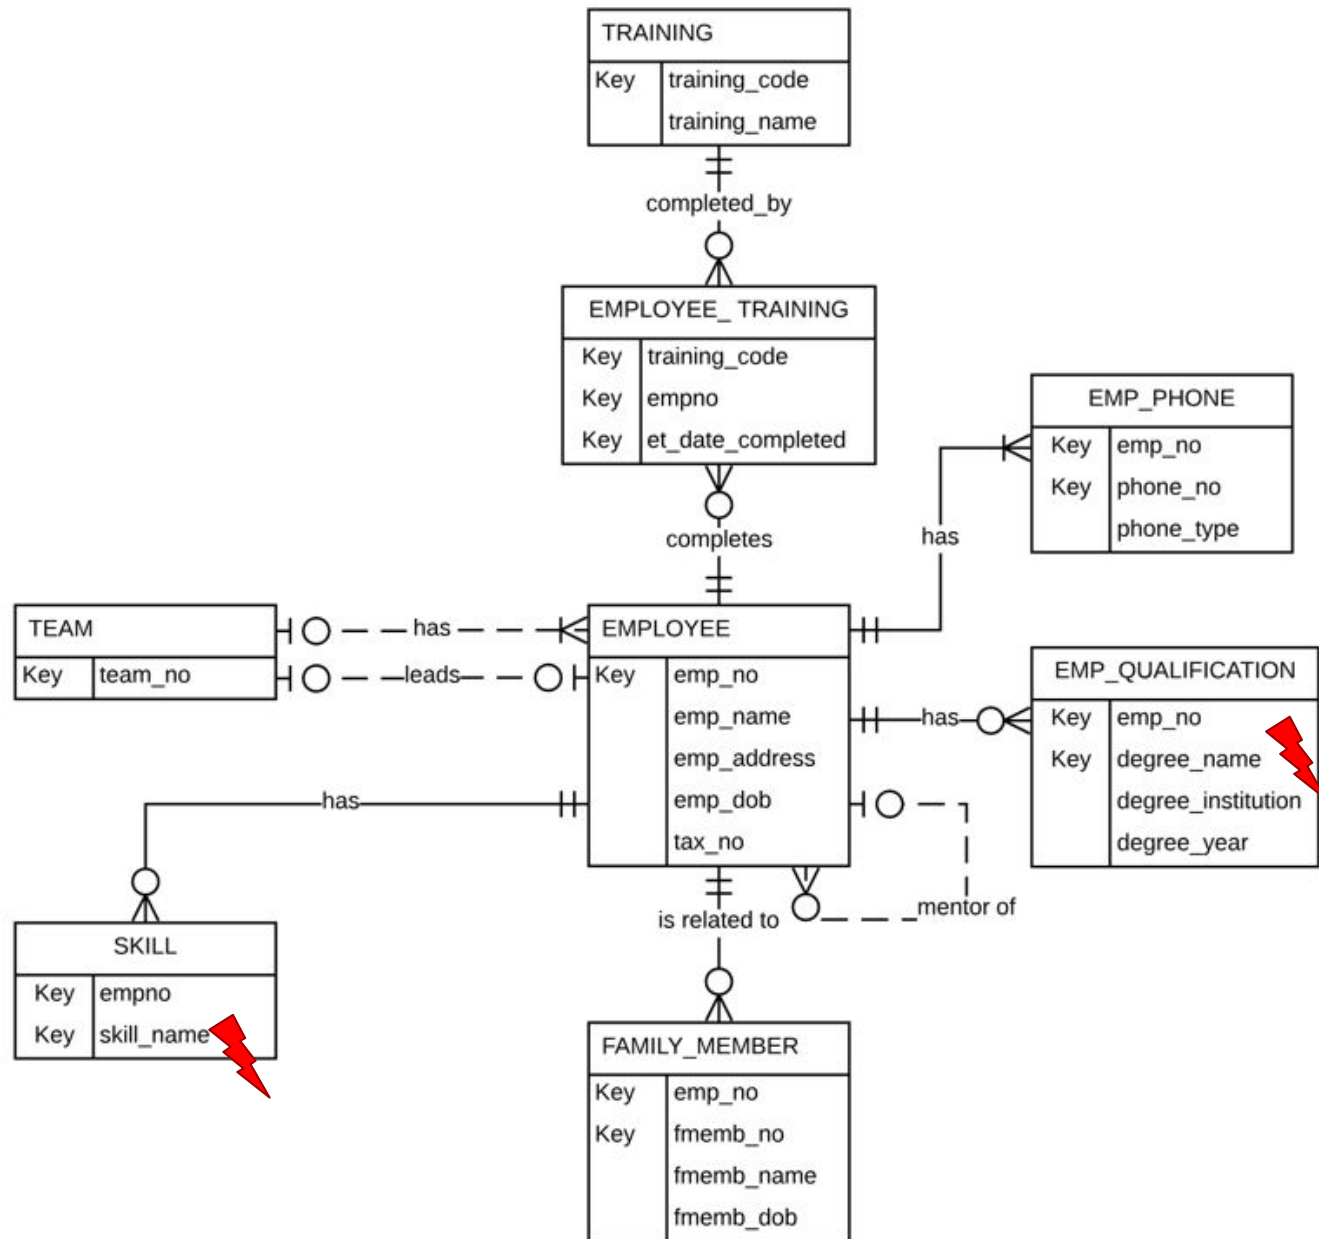 TRAINING
Key training_code
training_name
completed_by
EMPLOYEE_ TRAINING
Key training_code
Key empno
Key et_date_completed
completes
EMP_PHONE
Key emp_no
Key phone_no
phone_type
has
TEAM
Key team_no
has
leads
EMPLOYEE
Key emp_no
emp_name
emp_address
emp_dob
tax_no
has
EMP_QUALIFICATION
Key emp_no
Key degree_name
degree_institution
degree_year
mentor of
has
is related to
SKILL
Key empno
Key skill_name
FAMILY_MEMBER
Key emp_no
Key fmemb_no
fmemb_name
fmemb_dob